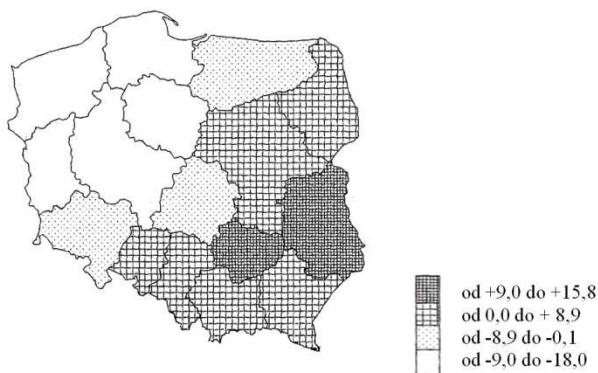 od +9,0 do +15,8
od 0,0 do + 8,9
od -8,9 do -0,1
od -9,0 do -18,0